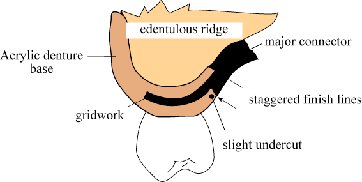 edentulous ridge
major connector
Acrylic denture
base
staggered finish lines
gridwork
slight undercut